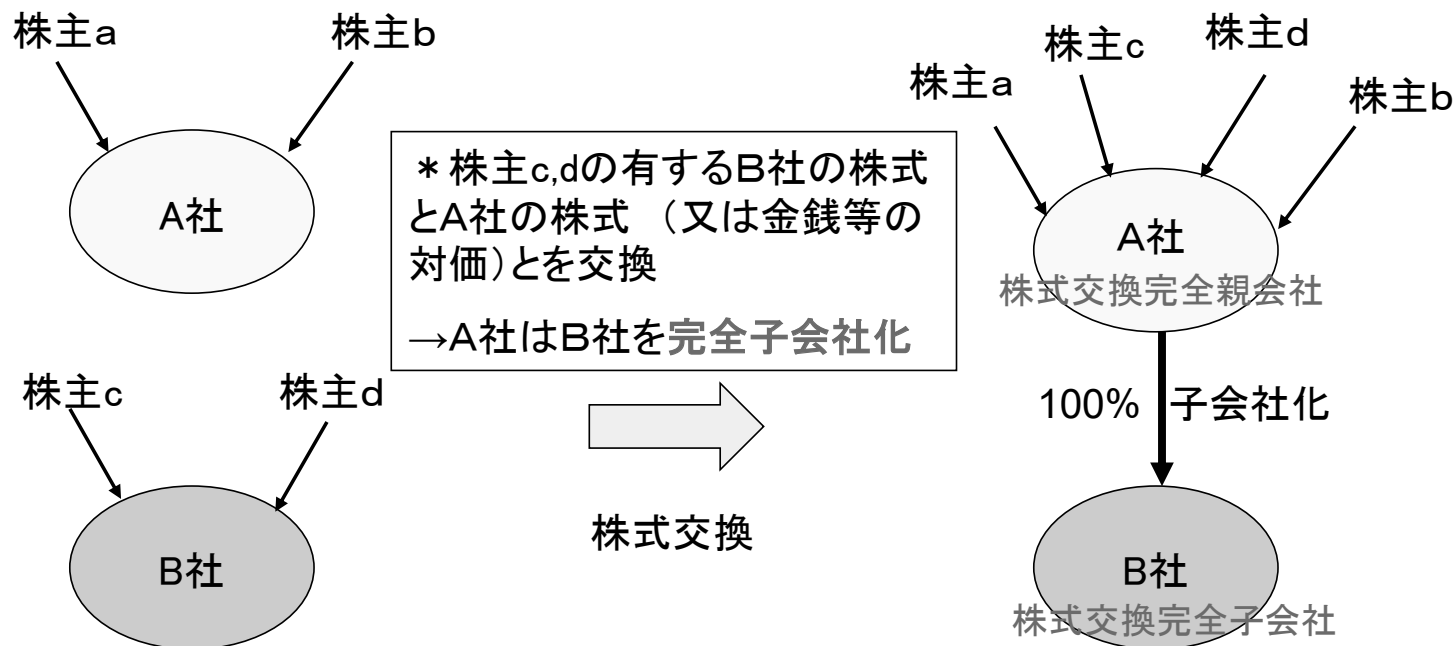 株主a
株主b
A社
株主c
株主d
B社
＊株主c,dの有するB社の株式
とA社の株式　（又は金銭等の
対価）とを交換
→A社はB社を完全子会社化
株式交換
株主a
株主c
株主d
株主b
A社
株式交換完全親会社
100%　子会社化
B社
株式交換完全子会社